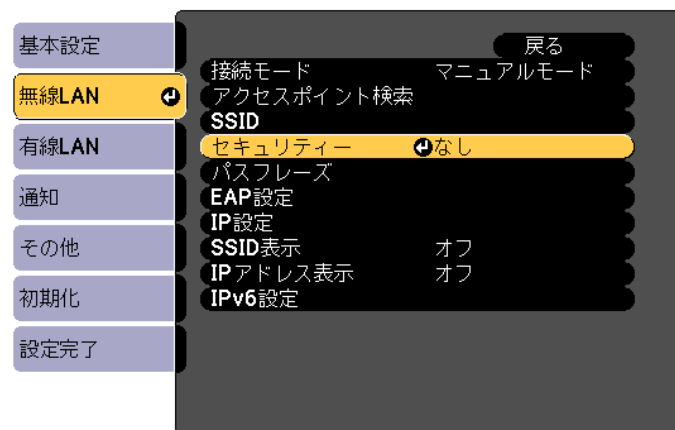 基本設定
無線LAN
有線LAN
通知
その他
初期化
設定完了
戻る
接続モード マニュアルモード
アクセスポイント検索
SSID
セキュリティー なし
パスフレーズ
EAP設定
IP設定
SSID表示 オフ
IPアドレス表示 オフ
IPv6設定